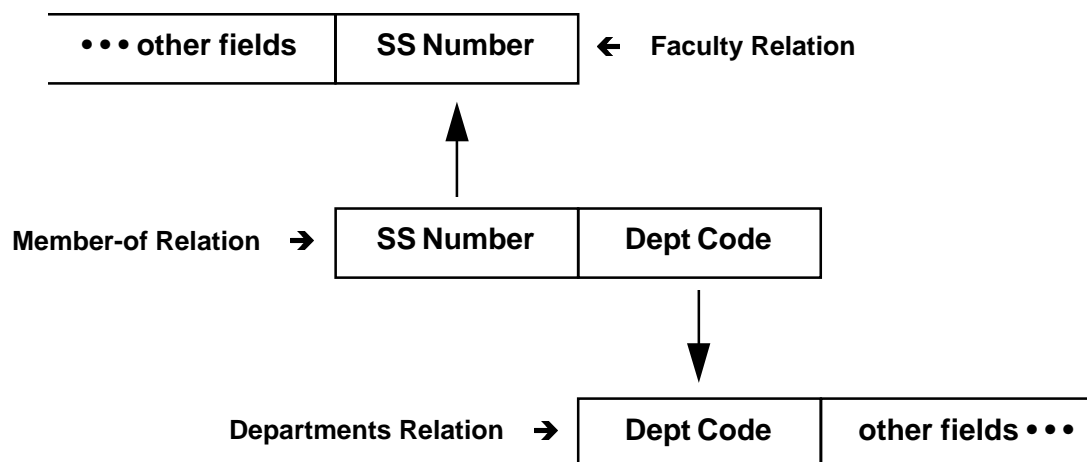 • • • other fields SS Number ← Faculty Relation
Member-of Relation → SS Number Dept Code
Departments Relation → Dept Code other fields • • •